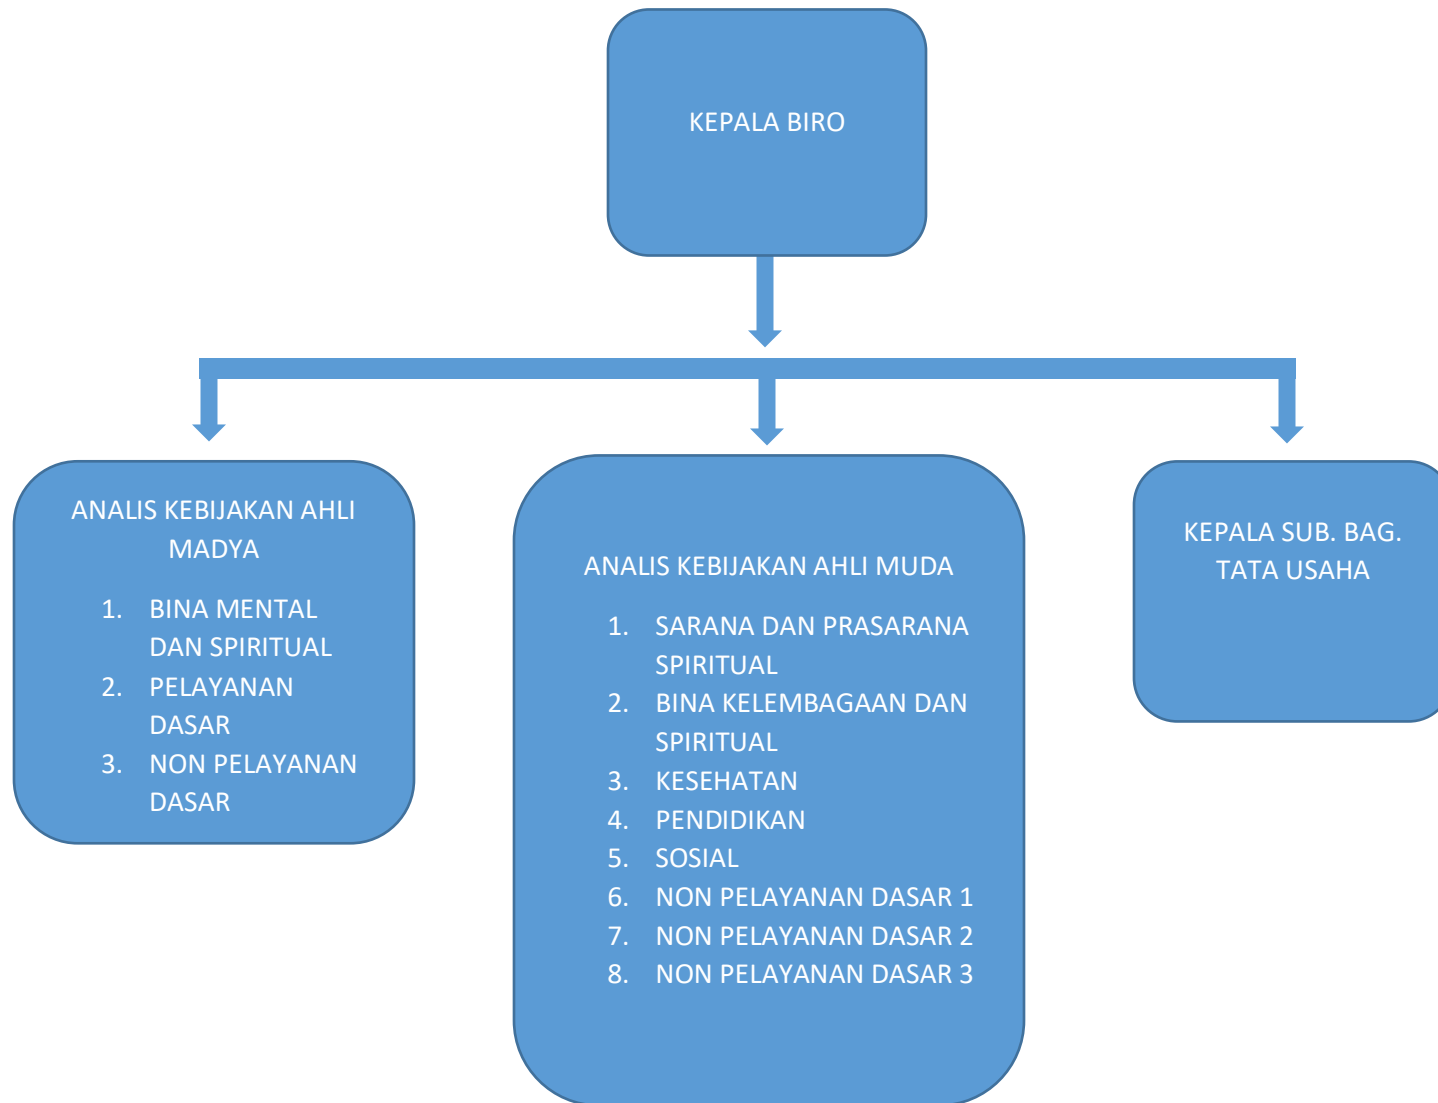 KEPALA BIRO
ANALIS KEBIJAKAN AHLI
MADYA
1. BINA MENTAL
DAN SPIRITUAL
2. PELAYANAN
DASAR
3. NON PELAYANAN
DASAR
ANALIS KEBIJAKAN AHLI MUDA
1. SARANA DAN PRASARANA
SPIRITUAL
2. BINA KELEMBAGAAN DAN
SPIRITUAL
3. KESEHATAN
4. PENDIDIKAN
5. SOSIAL
6. NON PELAYANAN DASAR 1
7. NON PELAYANAN DASAR 2
8. NON PELAYANAN DASAR 3
KEPALA SUB. BAG.
TATA USAHA